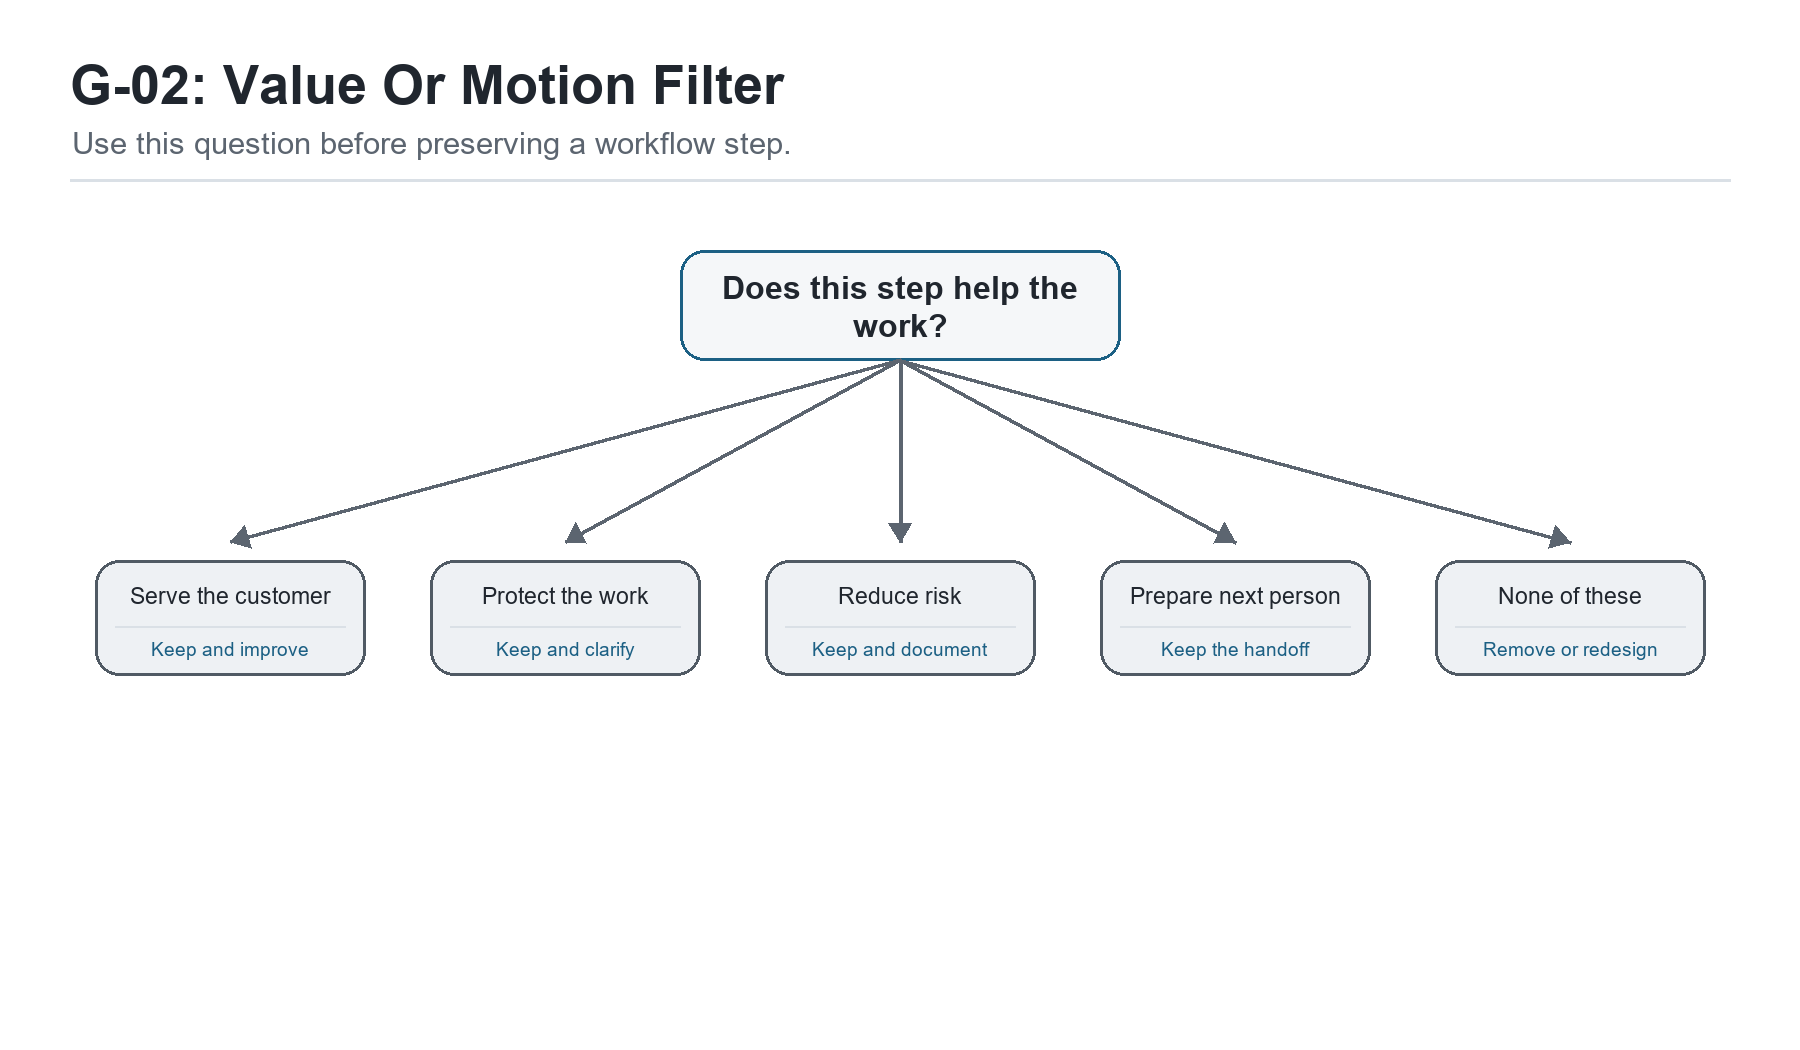 G-02: Value Or Motion Filter
Use this question before preserving a workflow step.
Does this step help the
work?
Serve the customer
Keep and improve
Protect the work
Keep and clarify
Reduce risk
Keep and document
Prepare next person
Keep the handoff
None of these
Remove or redesign